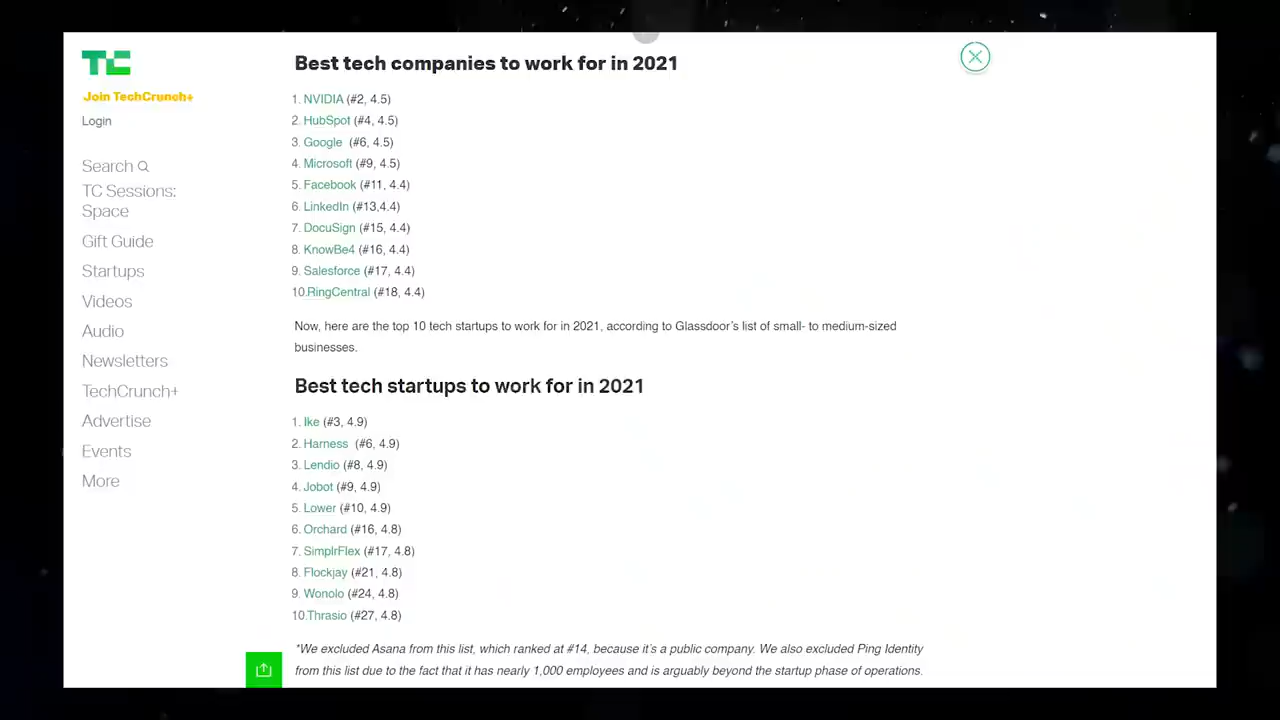 TC
Join TechCrunch+
Login
Search
TC Sessions:
Space
Gift Guide
Startups
Videos
Audio
Newsletters
TechCrunch+
Advertise
Events
More
Best tech companies to work for in 2021
1. NVIDIA (#2, 4.5)
2. HubSpot (#4, 4.5)
3. Google (#6, 4.5)
4. Microsoft (#9, 4.5)
5. Facebook (#11, 4.4)
6. LinkedIn (#13,4.4)
7. DocuSign (#15, 4.4)
8. KnowBe4 (#16, 4.4)
9. Salesforce (#17, 4.4)
10.RingCentral (#18, 4.4)
Now, here are the top 10 tech startups to work for in 2021, according to Glassdoor's list of small- to medium-sized
businesses.
Best tech startups to work for in 2021
1. Ike (#3, 4.9)
2. Harness (#6, 4.9)
3. Lendio (#8, 4.9)
4. Jobot (#9, 4.9)
5. Lower (#10, 4.9)
6. Orchard (#16, 4.8)
7. SimplrFlex (#17, 4.8)
8. Flockjay (#21, 4.8)
9. Wonolo (#24, 4.8)
10.Thrasio (#27, 4.8)
*We excluded Asana from this list, which ranked at #14, because it's a public company. We also excluded Ping Identity
from this list due to the fact that it has nearly 1,000 employees and is arguably beyond the startup phase of operations.